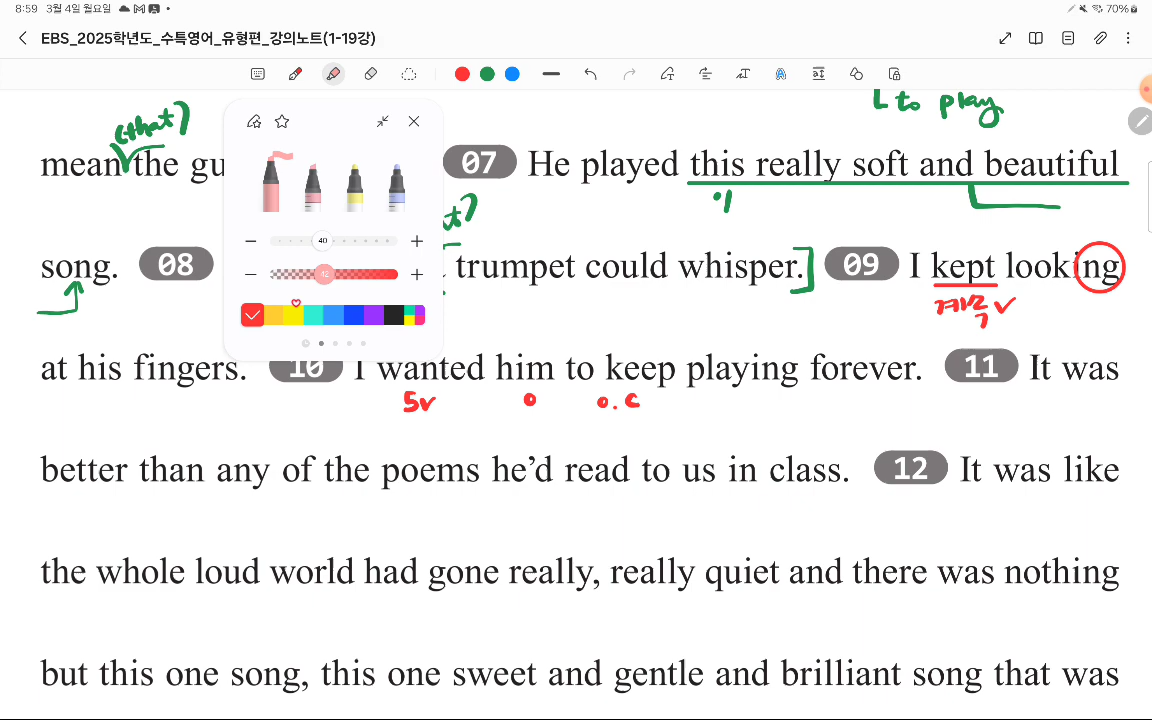 8:59 3월 4일 월요일 70%
EBS_2025학년도_수특영어_유형편_강의노트(1-19강)
to play
(that)
mean the gu 07 He played this really soft and beautiful
40
42
song. 08 trumpet could whisper. 09 I kept looking
계속
at his fingers. 10 I wanted him to keep playing forever. 11 It was
sv o o.c
better than any of the poems he’d read to us in class. 12 It was like
the whole loud world had gone really, really quiet and there was nothing
but this one song, this one sweet and gentle and brilliant song that was